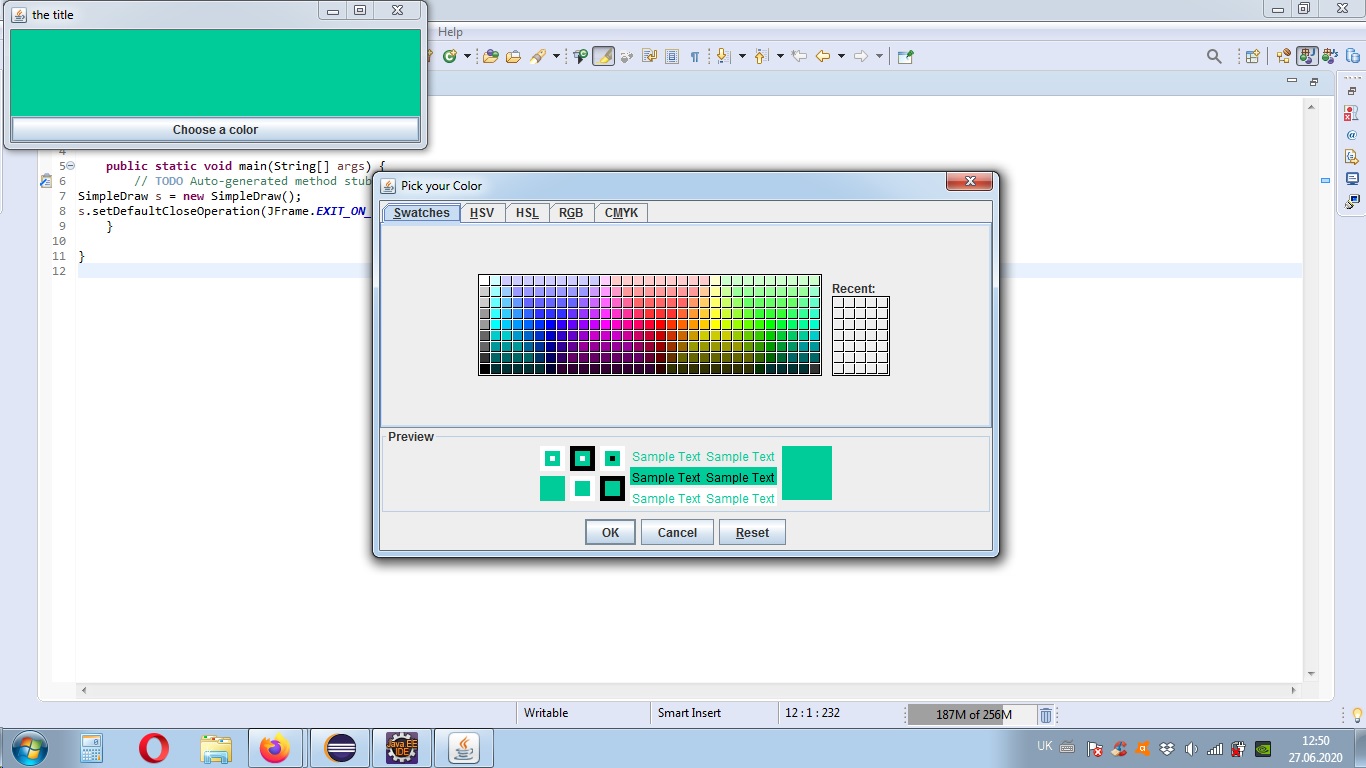 the title
Help
Choose a color
4
5 public static void main(String[] args) {
6 // TODO Auto-generated method stub
7 SimpleDraw s = new SimpleDraw();
8 s.setDefaultCloseOperation(JFrame.EXIT_ON_
9 }
10
11 }
12
Pick your Color
Swatches HSV HSL RGB CMYK
Recent:
Preview
Sample Text Sample Text
Sample Text Sample Text
Sample Text Sample Text
OK Cancel Reset
Writable Smart Insert 12 : 1 : 232 187M of 256M
Java EE
IDE
UK
12:50
27.06.2020